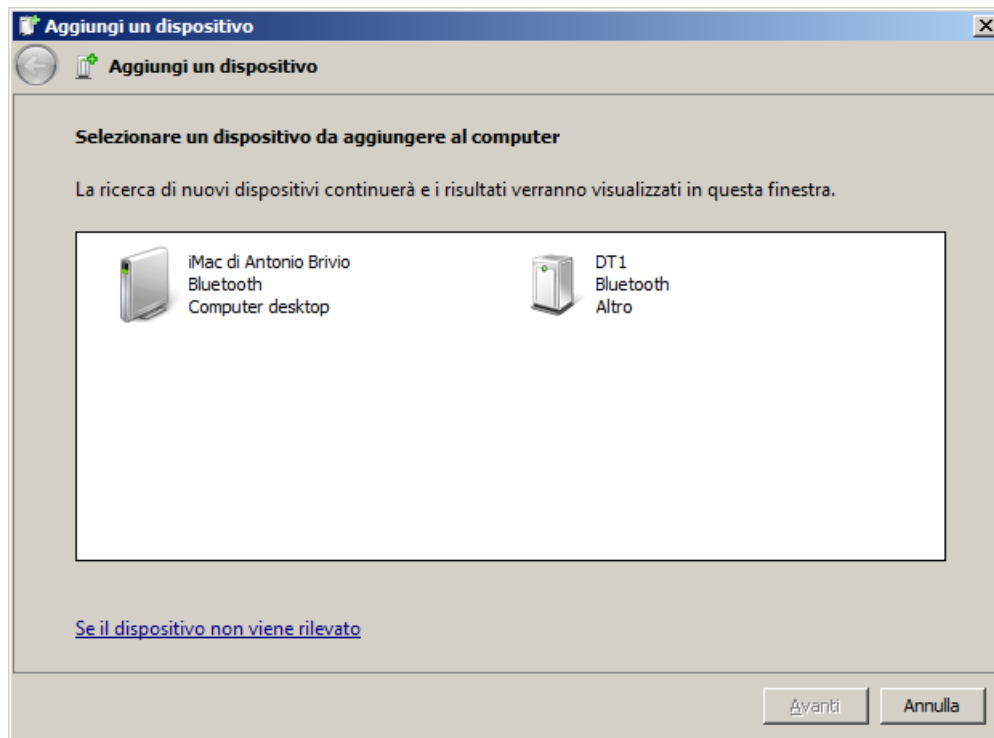 Aggiungi un dispositivo
Aggiungi un dispositivo
Selezionare un dispositivo da aggiungere al computer
La ricerca di nuovi dispositivi continuerà e i risultati verranno visualizzati in questa finestra.
iMac di Antonio Brivio
Bluetooth
Computer desktop
DT1
Bluetooth
Altro
Se il dispositivo non viene rilevato
Avanti
Annulla